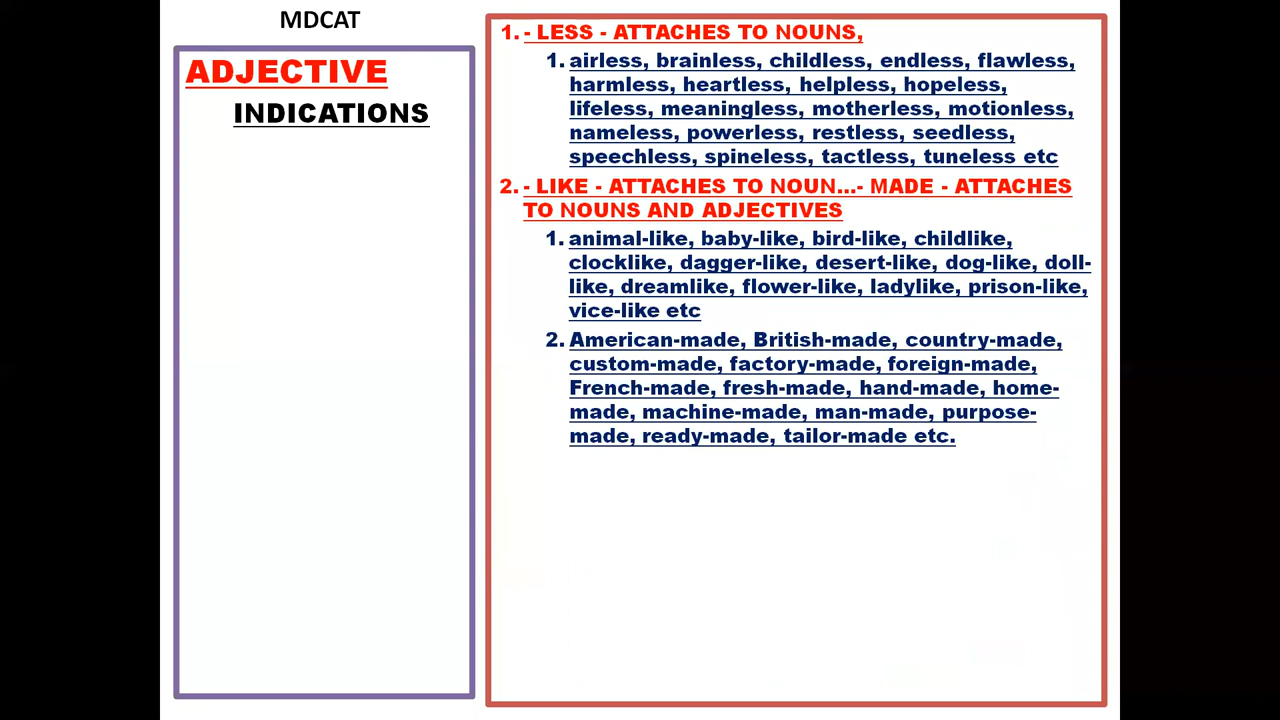 MDCAT
ADJECTIVE
INDICATIONS
1. - LESS - ATTACHES TO NOUNS,
1. airless, brainless, childless, endless, flawless,
harmless, heartless, helpless, hopeless,
lifeless, meaningless, motherless, motionless,
nameless, powerless, restless, seedless,
speechless, spineless, tactless, tuneless etc
2. - LIKE - ATTACHES TO NOUN...- MADE - ATTACHES
TO NOUNS AND ADJECTIVES
1. animal-like, baby-like, bird-like, childlike,
clocklike, dagger-like, desert-like, dog-like, doll-
like, dreamlike, flower-like, ladylike, prison-like,
vice-like etc
2. American-made, British-made, country-made,
custom-made, factory-made, foreign-made,
French-made, fresh-made, hand-made, home-
made, machine-made, man-made, purpose-
made, ready-made, tailor-made etc.